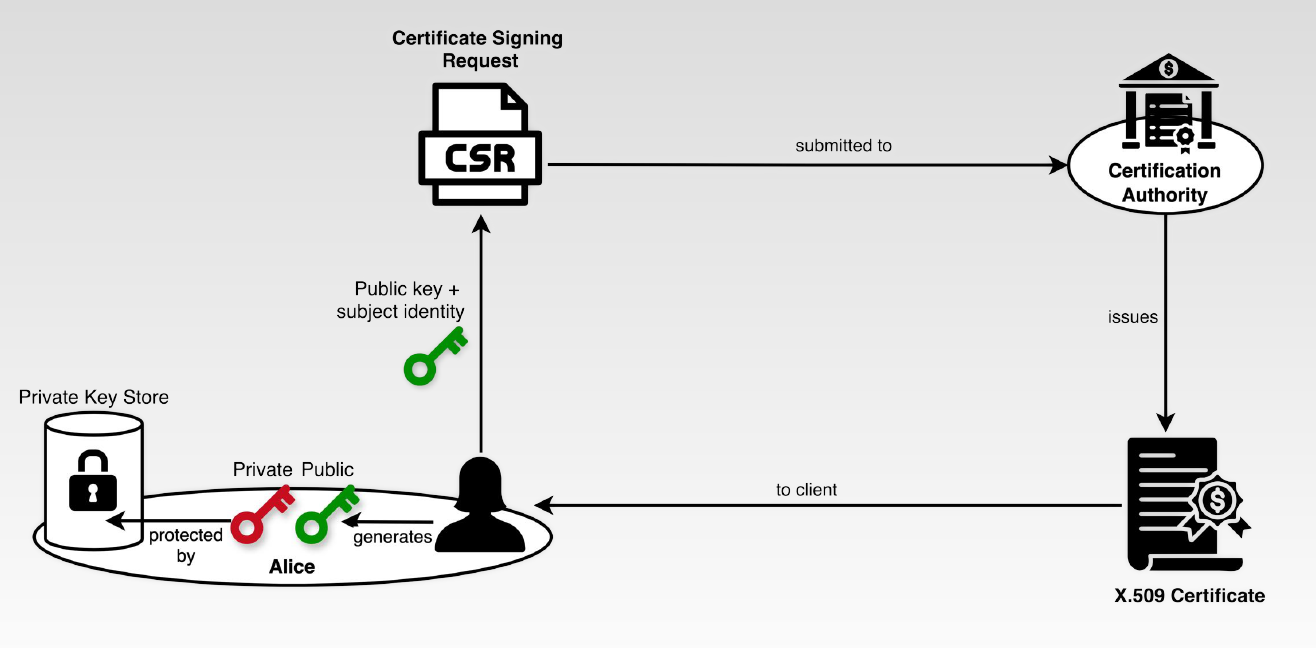 Certificate Signing
Request
CSR
submitted to
$
Certification
Authority
Public key +
subject identity
issues
Private Key Store
Private Public
protected
by
generates
Alice
to client
$
X.509 Certificate